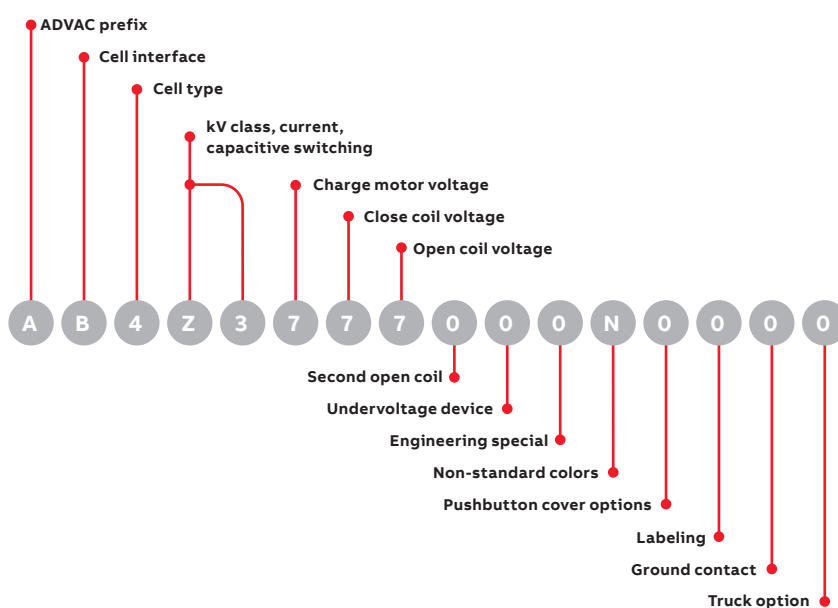 ADVAC prefix
Cell interface
Cell type
kV class, current,
capacitive switching
Charge motor voltage
Close coil voltage
Open coil voltage
A B 4 Z 3 7 7 7 0 0 0 N 0 0 0 0
Second open coil
Undervoltage device
Engineering special
Non-standard colors
Pushbutton cover options
Labeling
Ground contact
Truck option